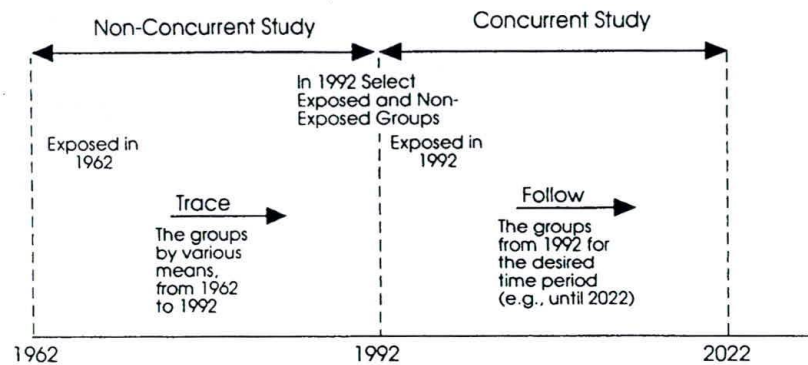 Non-Concurrent Study
Concurrent Study
In 1992 Select
Exposed and Non-
Exposed Groups
Exposed in
1962
Exposed in
1992
Trace
The groups
by various
means,
from 1962
to 1992
Follow
The groups
from 1992 for
the desired
time period
(e.g., until 2022)
1962
1992
2022